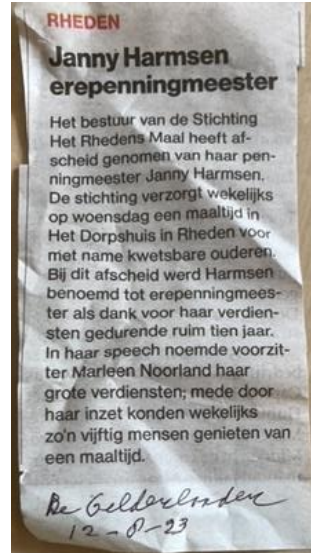 RHEDEN
Janny Harmsen
erepenningmeester
Het bestuur van de Stichting
Het Rhedens Maal heeft af-
scheid genomen van haar pen-
ningmeester Janny Harmsen.
De stichting verzorgt wekelijks
op woensdag een maaltijd in
Het Dorpshuis in Rheden voor
met name kwetsbare ouderen.
Bij dit afscheid werd Harmsen
benoemd tot erepenningmees-
ter als dank voor haar verdien-
sten gedurende ruim tien jaar.
In haar speech noemde voorzit-
ter Marleen Noorland haar
grote verdiensten; mede door
haar inzet konden wekelijks
zo'n vijftig mensen genieten van
een maaltijd.
De Gelderlander
12-8-23